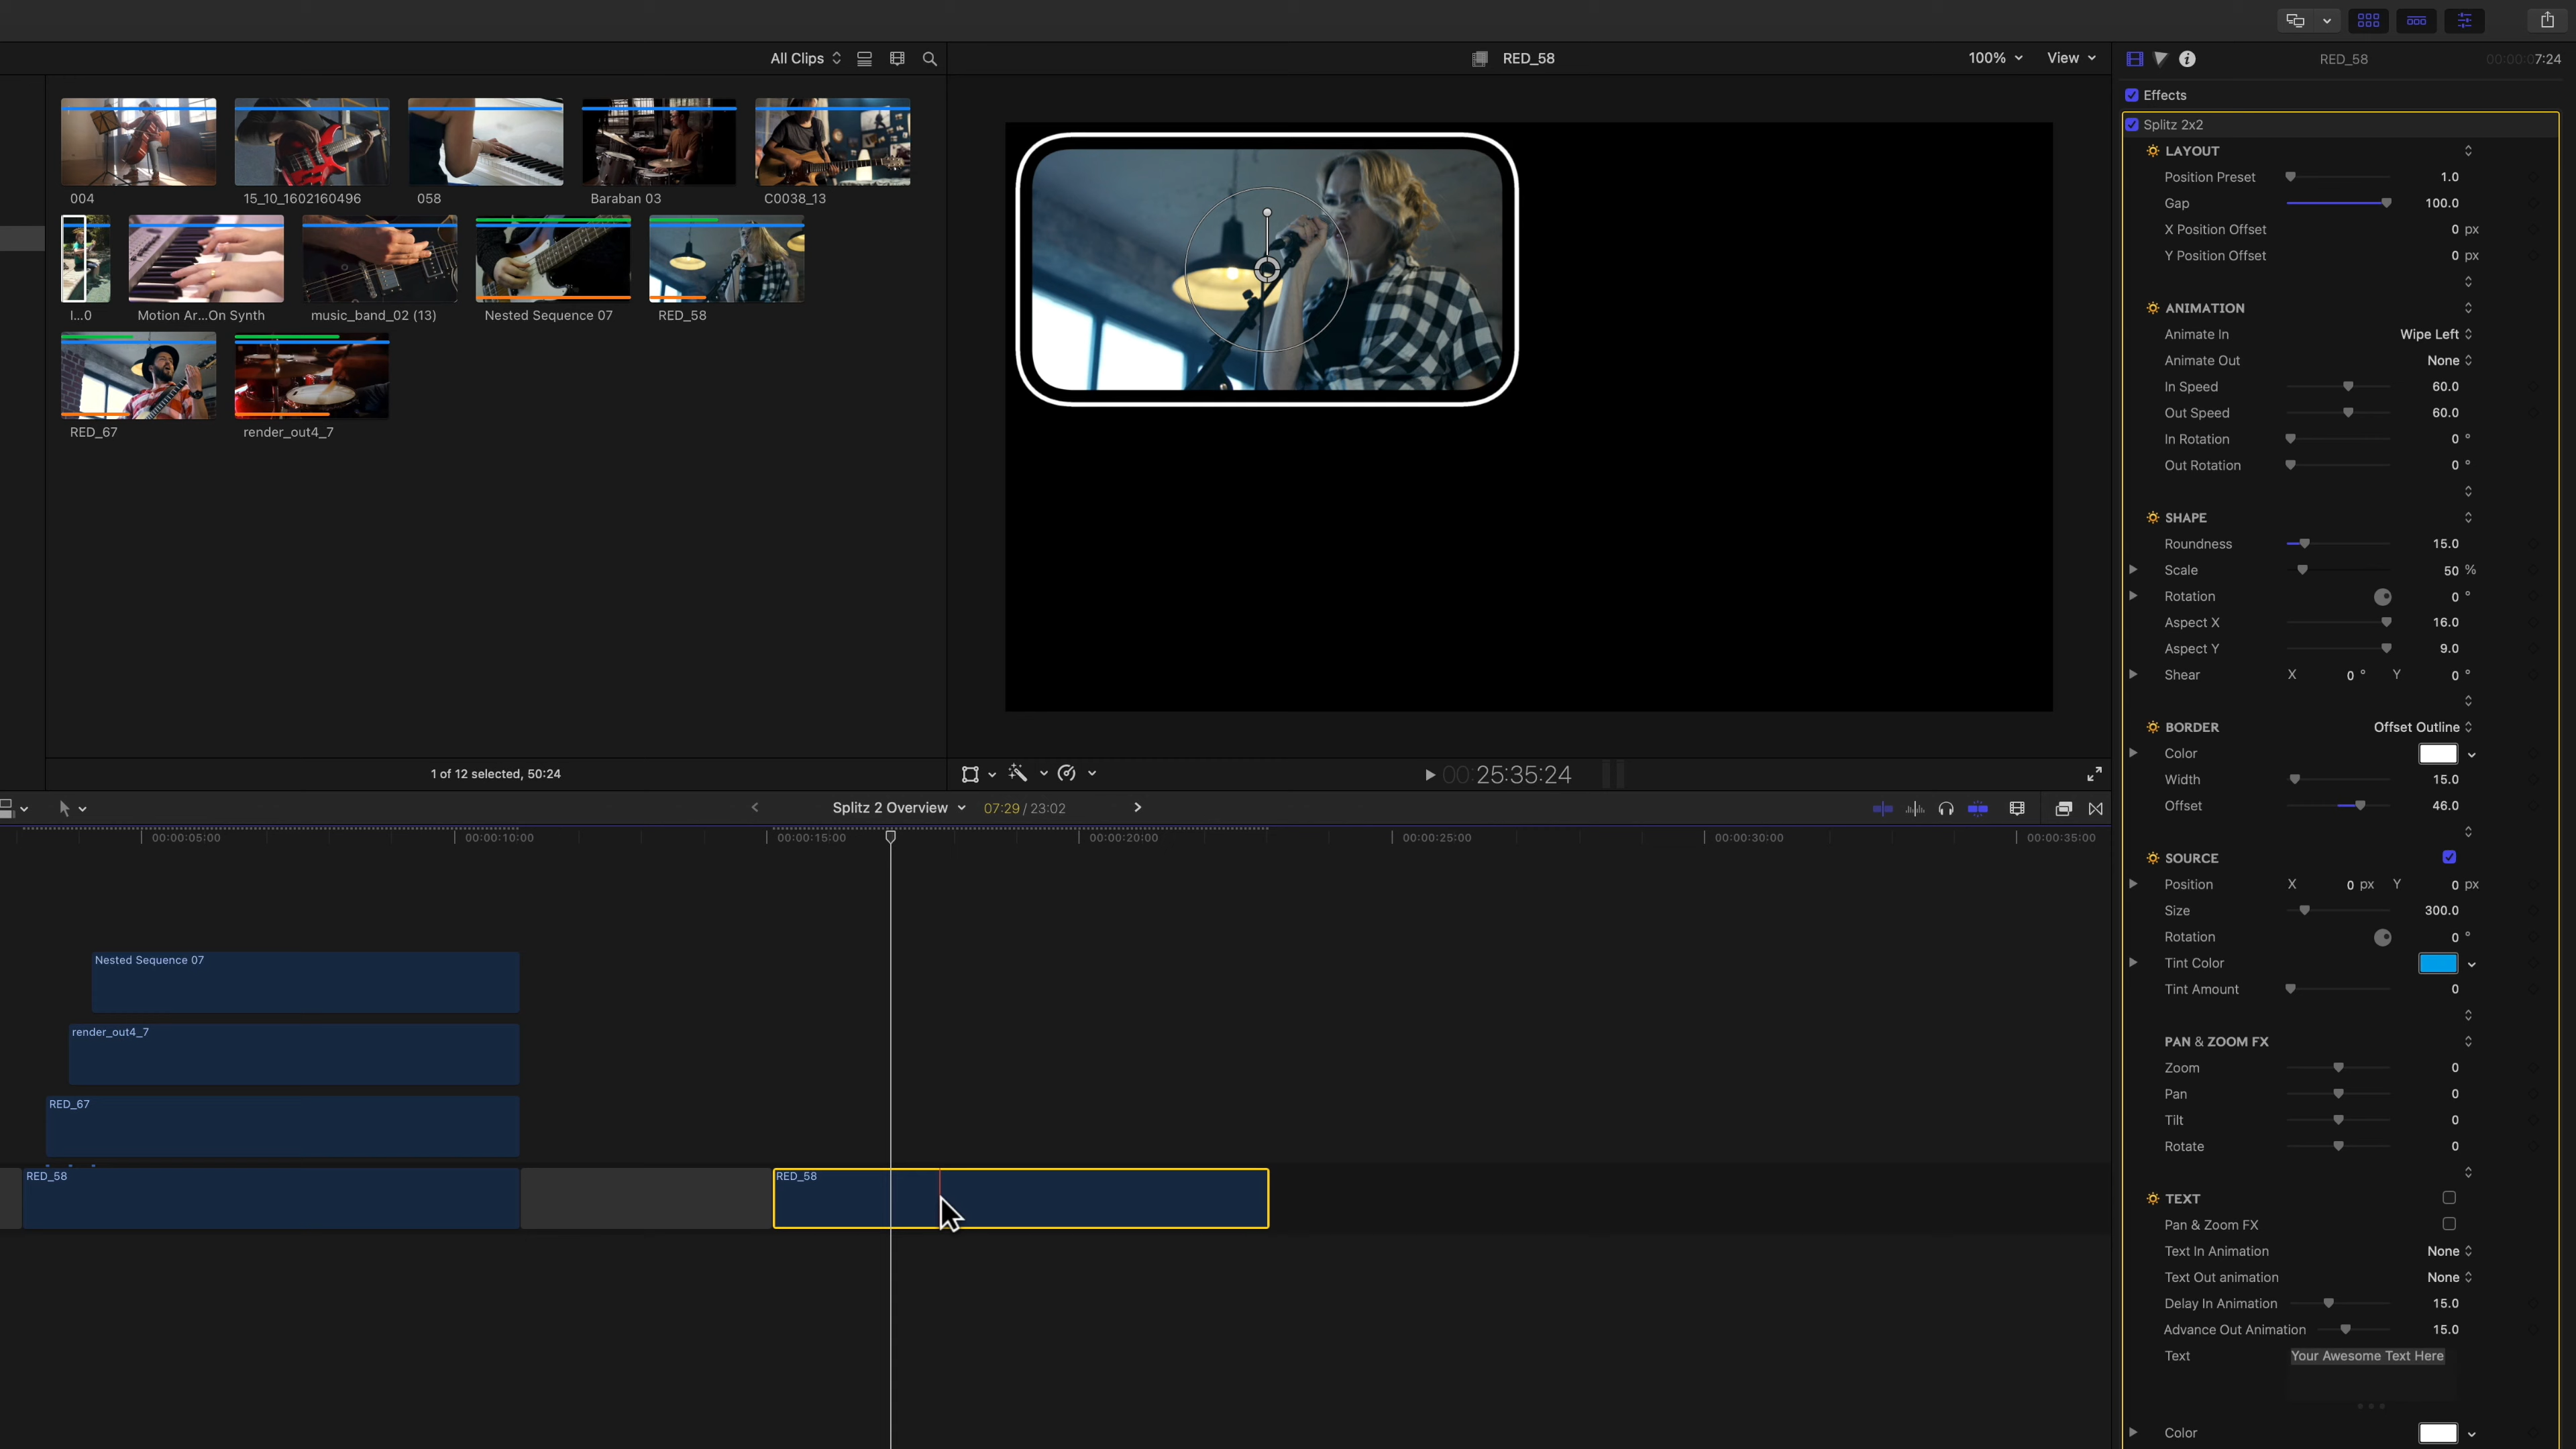 All Clips
RED_58
100%
View
RED_58
00:00:07:24
004
15_10_1602160496
058
Baraban 03
C0038_13
I...0
Motion Ar...On Synth
music_band_02 (13)
Nested Sequence 07
RED_58
RED_67
render_out4_7
1 of 12 selected, 50:24
00:25:35:24
Effects
Splitz 2x2
LAYOUT
Position Preset 1.0
Gap 100.0
X Position Offset 0 px
Y Position Offset 0 px
ANIMATION
Animate In Wipe Left
Animate Out None
In Speed 60.0
Out Speed 60.0
In Rotation 0 °
Out Rotation 0 °
SHAPE
Roundness 15.0
Scale 50 %
Rotation 0 °
Aspect X 16.0
Aspect Y 9.0
Shear X 0 ° Y 0 °
BORDER Offset Outline
Color
Width 15.0
Offset 46.0
SOURCE
Position X 0 px Y 0 px
Size 300.0
Rotation 0 °
Tint Color
Tint Amount 0
PAN & ZOOM FX
Zoom 0
Pan 0
Tilt 0
Rotate 0
TEXT
Pan & Zoom FX
Text In Animation None
Text Out animation None
Delay In Animation 15.0
Advance Out Animation 15.0
Text Your Awesome Text Here
Color
Splitz 2 Overview 07:29 / 23:02
00:00:05:00
00:00:10:00
00:00:15:00
00:00:20:00
00:00:25:00
00:00:30:00
00:00:35:00
Nested Sequence 07
render_out4_7
RED_67
RED_58
RED_58